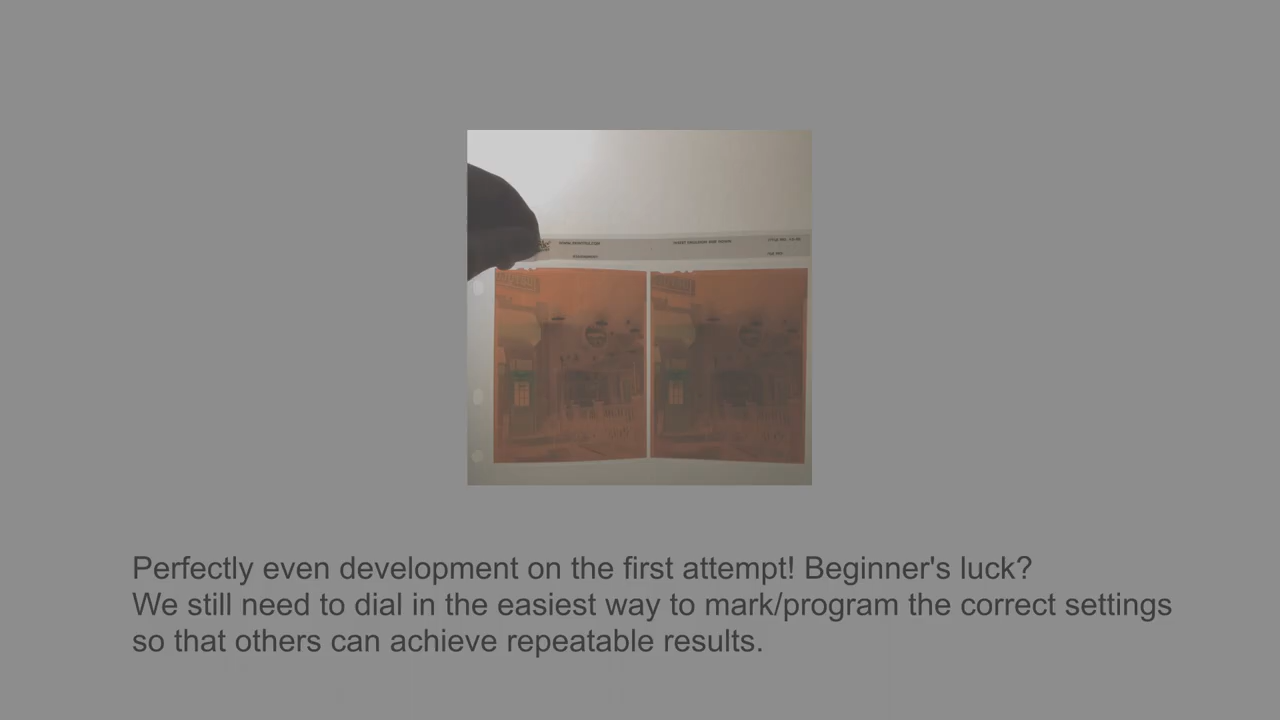 Perfectly even development on the first attempt! Beginner's luck?
We still need to dial in the easiest way to mark/program the correct settings
so that others can achieve repeatable results.